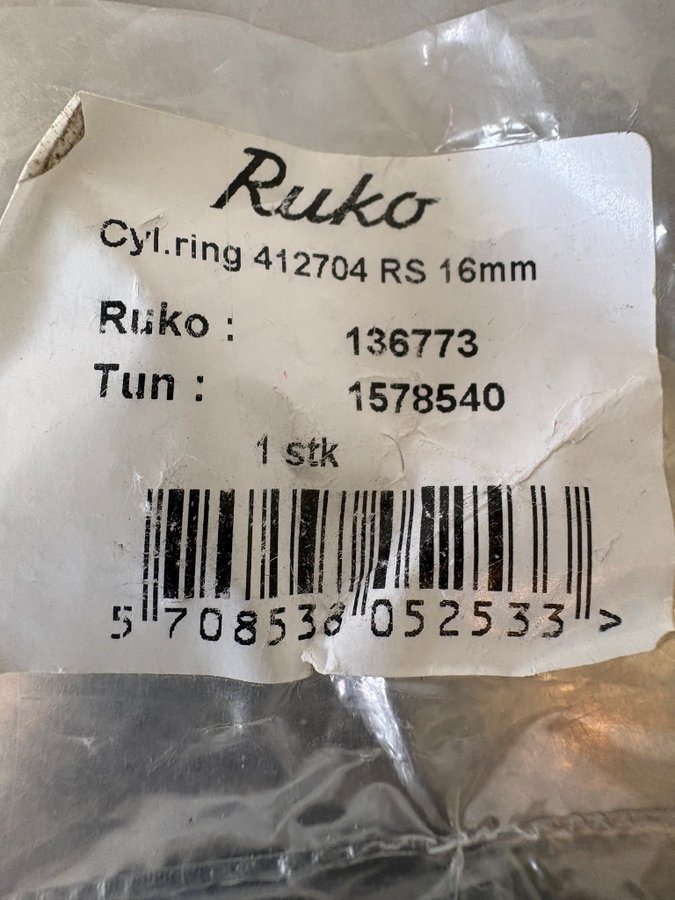 Ruko
Cyl.ring 412704 RS 16mm
Ruko : 136773
Tun : 1578540
1 stk
5 708538 052533 >